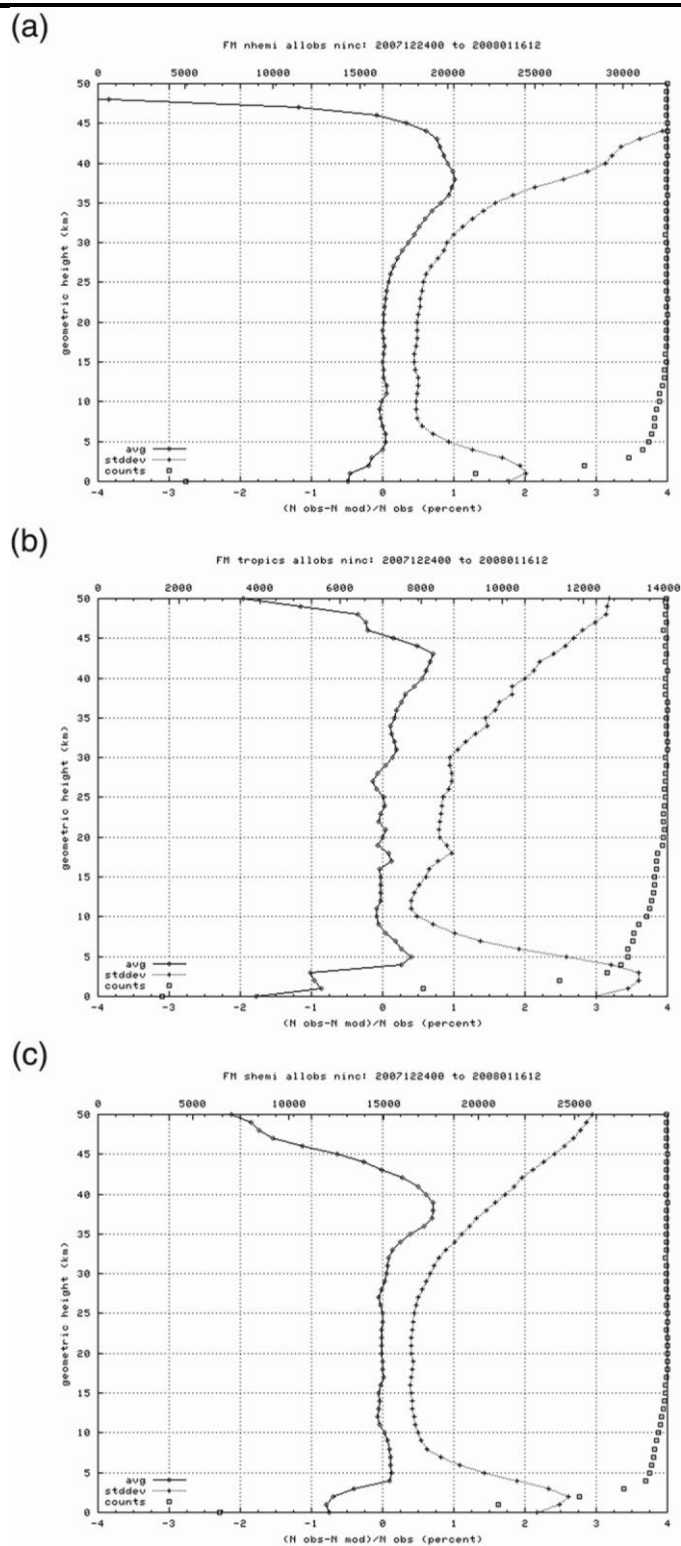 (a)
FM nhemi allobs ninc: 2007122400 to 2008011612
0 5000 10000 15000 20000 25000 30000
50
45
40
35
30
25
20
15
10
5
0
geometric height (km)
avg
stddev
counts
-4 -3 -2 -1 0 1 2 3 4
(N obs-N mod)/N obs (percent)
(b)
FM tropics allobs ninc: 2007122400 to 2008011612
0 2000 4000 6000 8000 10000 12000 14000
50
45
40
35
30
25
20
15
10
5
0
geometric height (km)
avg
stddev
counts
-4 -3 -2 -1 0 1 2 3 4
(N obs-N mod)/N obs (percent)
(c)
FM shemi allobs ninc: 2007122400 to 2008011612
0 5000 10000 15000 20000 25000
50
45
40
35
30
25
20
15
10
5
0
geometric height (km)
avg
stddev
counts
-4 -3 -2 -1 0 1 2 3 4
(N obs-N mod)/N obs (percent)